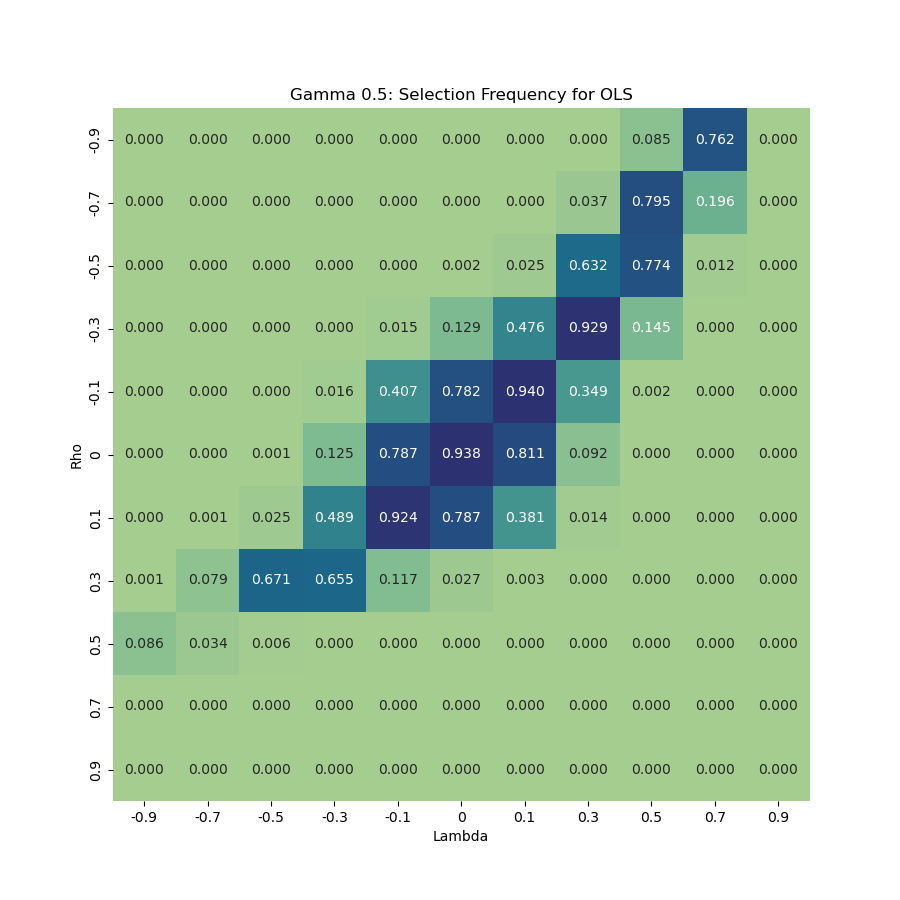 Gamma 0.5: Selection Frequency for OLS
-0.9 0.000 0.000 0.000 0.000 0.000 0.000 0.000 0.000 0.085 0.762 0.000
-0.7 0.000 0.000 0.000 0.000 0.000 0.000 0.000 0.037 0.795 0.196 0.000
-0.5 0.000 0.000 0.000 0.000 0.000 0.002 0.025 0.632 0.774 0.012 0.000
-0.3 0.000 0.000 0.000 0.000 0.015 0.129 0.476 0.929 0.145 0.000 0.000
-0.1 0.000 0.000 0.000 0.016 0.407 0.782 0.940 0.349 0.002 0.000 0.000
Rho
0 0.000 0.000 0.001 0.125 0.787 0.938 0.811 0.092 0.000 0.000 0.000
0.1 0.000 0.001 0.025 0.489 0.924 0.787 0.381 0.014 0.000 0.000 0.000
0.3 0.001 0.079 0.671 0.655 0.117 0.027 0.003 0.000 0.000 0.000 0.000
0.5 0.086 0.034 0.006 0.000 0.000 0.000 0.000 0.000 0.000 0.000 0.000
0.7 0.000 0.000 0.000 0.000 0.000 0.000 0.000 0.000 0.000 0.000 0.000
0.9 0.000 0.000 0.000 0.000 0.000 0.000 0.000 0.000 0.000 0.000 0.000
-0.9 -0.7 -0.5 -0.3 -0.1 0 0.1 0.3 0.5 0.7 0.9
Lambda